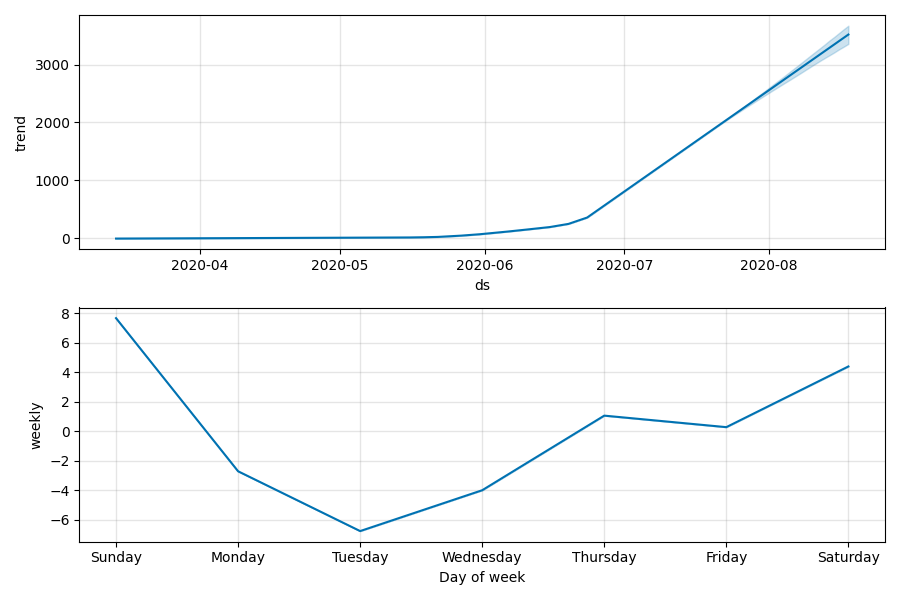 3000
2000
1000
0
trend
2020-04 2020-05 2020-06 2020-07 2020-08
ds
8
6
4
2
0
−2
−4
−6
weekly
Sunday Monday Tuesday Wednesday Thursday Friday Saturday
Day of week